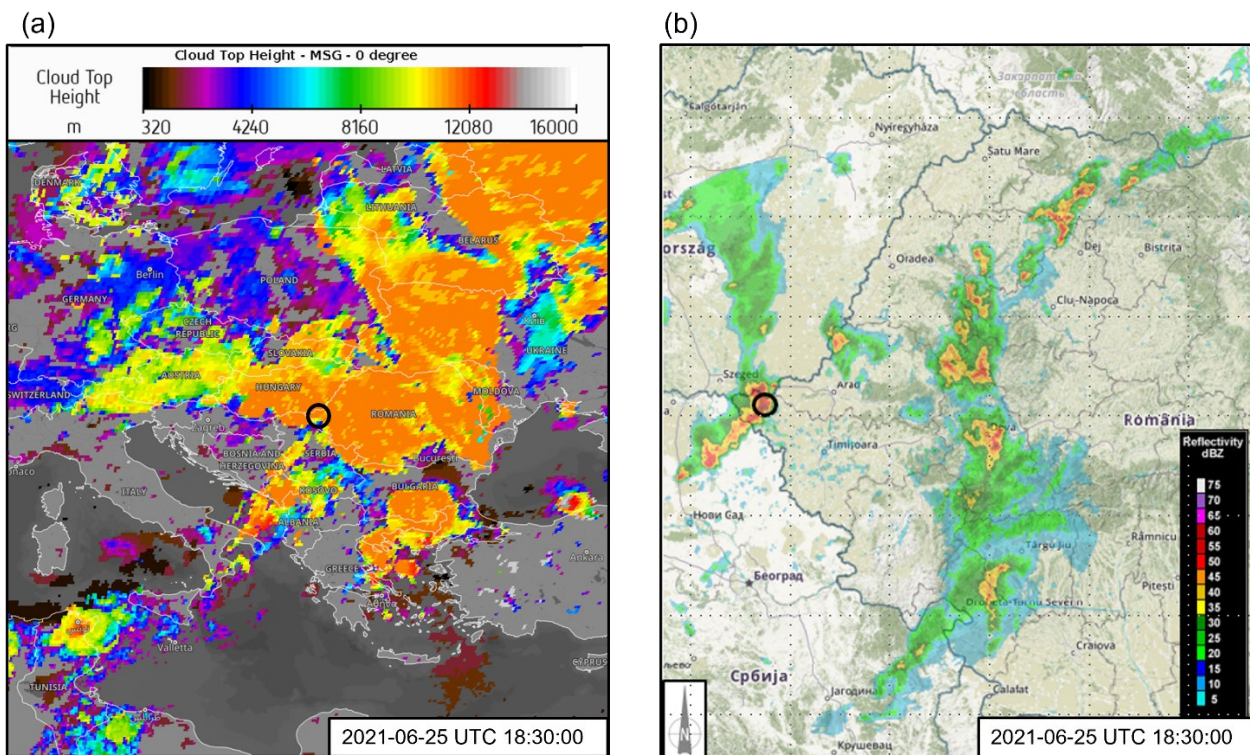 (a)
Cloud Top Height - MSG - 0 degree
Cloud Top
Height
m
320 4240 8160 12080 16000
DENMARK
LATVIA
LITHUANIA
BELARUS
Berlin
POLAND
GERMANY
CZECH
REPUBLIC
UKRAINE
SLOVAKIA
AUSTRIA
SWITZERLAND
HUNGARY
MOLDOVA
ROMANIA
Zagreb
BOSNIA AND
HERZEGOVINA
SERBIA
București
KOSOVO
BULGARIA
ITALY
ALBANIA
GREECE
Ankara
Valletta
TUNISIA
CYPRUS
2021-06-25 UTC 18:30:00
(b)
Salgótarján
Nyíregyháza
Satu Mare
ország
Oradea
Dej
Bistrița
Cluj-Napoca
Szeged
Arad
Timișoara
România
Нови Сад
Târgu Jiu
Râmnicu
Београд
Pitești
Drobeta-Turnu Severin
Craiova
Србија
Јагодина
Calafat
Крушевац
N
Reflectivity
dBZ
75
70
65
60
55
50
45
40
35
30
25
20
15
10
5
2021-06-25 UTC 18:30:00